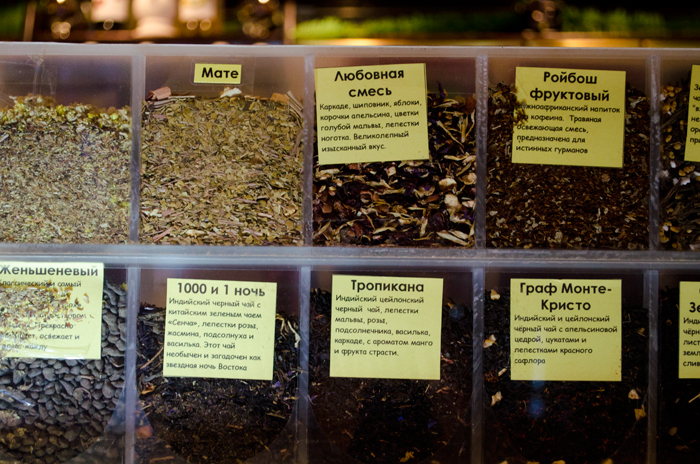 Мате
Любовная
смесь
Каркаде, шиповник, яблоки,
корочки апельсина, цветки
голубой мальвы, лепестки
ноготка. Великолепный
изысканный вкус.
Ройбош
фруктовый
Южноафриканский напиток
кофеина. Травяная
Освежающая смесь,
предназначена для
истинных гурманов
Женьшеневый
самый
Прекрасно
освежает и
1000 и 1 ночь
Индийский черный чай с
китайским зеленым чаем
«Сенча», лепестки розы,
жасмина, подсолнуха и
василька. Этот чай
необычен и загадочен как
звездная ночь Востока
Тропикана
Индийский цейлонский
черный чай, лепестки
мальвы, розы,
подсолнечника, василька,
каркаде, с ароматом манго
и фрукта страсти.
Граф Монте-
Кристо
Индийский и цейлонский
чёрный чай с апельсиновой
цедрой, цукатами и
лепестками красного
сафлора